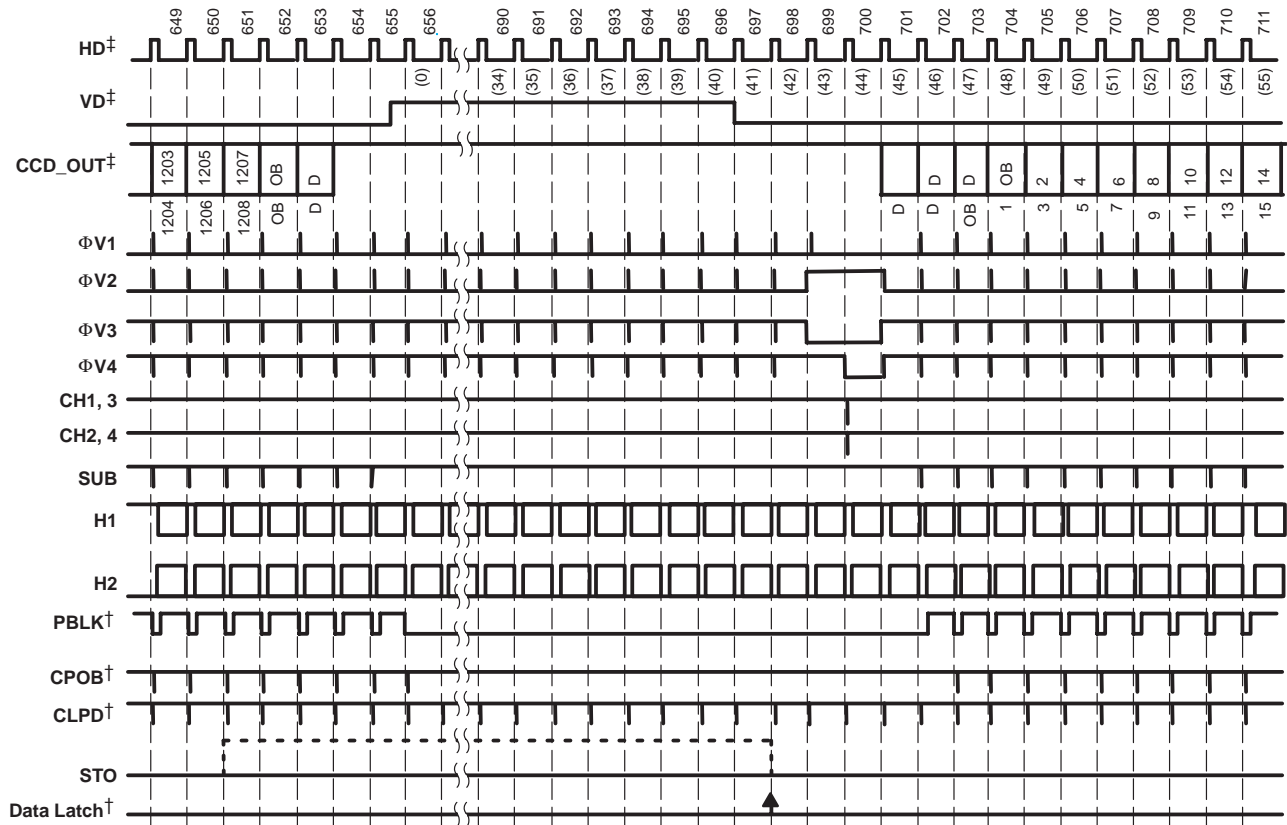 649 650 651 652 653 654 655 656 690 691 692 693 694 695 696 697 698 699 700 701 702 703 704 705 706 707 708 709 710 711
HD‡
(0) (34) (35) (36) (37) (38) (39) (40) (41) (42) (43) (44) (45) (46) (47) (48) (49) (50) (51) (52) (53) (54) (55)
VD‡
CCD_OUT‡
1203 1205 1207 OB D D D OB 2 4 6 8 10 12 14
1204 1206 1208 OB D D D OB 1 3 5 7 9 11 13 15
ΦV1
ΦV2
ΦV3
ΦV4
CH1, 3
CH2, 4
SUB
H1
H2
PBLK†
CPOB†
CLPD†
STO
Data Latch†